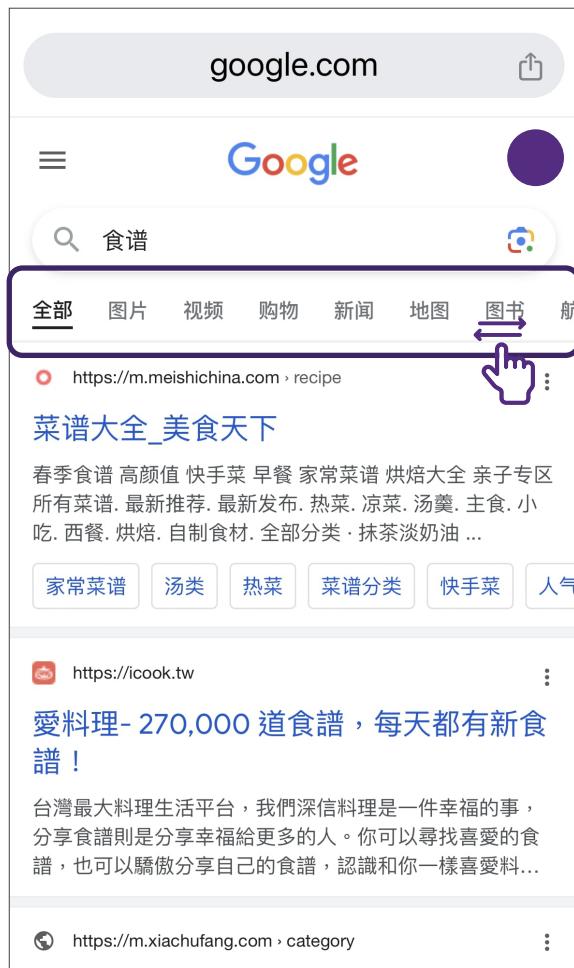 google.com
Google
食谱
全部 图片 视频 购物 新闻 地图 图书 航
https://m.meishichina.com › recipe
菜谱大全_美食天下
春季食谱 高颜值 快手菜 早餐 家常菜谱 烘焙大全 亲子专区
所有菜谱. 最新推荐. 最新发布. 热菜. 凉菜. 汤羹. 主食. 小
吃. 西餐. 烘焙. 自制食材. 全部分类 · 抹茶淡奶油 ...
家常菜谱 汤类 热菜 菜谱分类 快手菜 人气
https://icook.tw
愛料理- 270,000 道食譜，每天都有新食
譜！
台灣最大料理生活平台，我們深信料理是一件幸福的事，
分享食譜則是分享幸福給更多的人。你可以尋找喜愛的食
譜，也可以驕傲分享自己的食譜，認識和你一樣喜愛料...
https://m.xiachufang.com › category